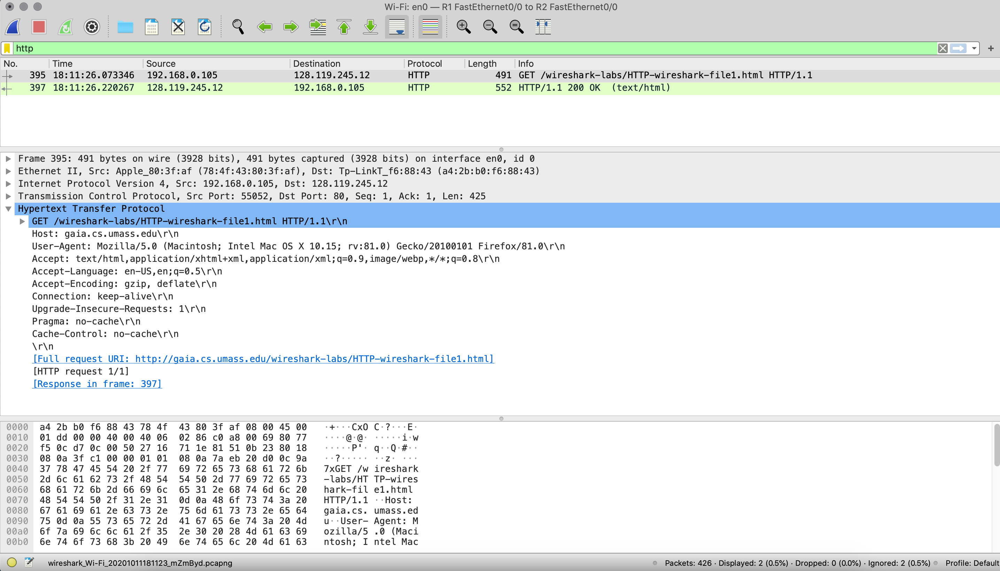 Wi-Fi: en0 — R1 FastEthernet0/0 to R2 FastEthernet0/0
http
No. Time Source Destination Protocol Length Info
395 18:11:26.073346 192.168.0.105 128.119.245.12 HTTP 491 GET /wireshark-labs/HTTP-wireshark-file1.html HTTP/1.1
397 18:11:26.220267 128.119.245.12 192.168.0.105 HTTP 552 HTTP/1.1 200 OK (text/html)
Frame 395: 491 bytes on wire (3928 bits), 491 bytes captured (3928 bits) on interface en0, id 0
Ethernet II, Src: Apple_80:3f:af (78:4f:43:80:3f:af), Dst: Tp-LinkT_f6:88:43 (a4:2b:b0:f6:88:43)
Internet Protocol Version 4, Src: 192.168.0.105, Dst: 128.119.245.12
Transmission Control Protocol, Src Port: 55052, Dst Port: 80, Seq: 1, Ack: 1, Len: 425
Hypertext Transfer Protocol
GET /wireshark-labs/HTTP-wireshark-file1.html HTTP/1.1\r\n
Host: gaia.cs.umass.edu\r\n
User-Agent: Mozilla/5.0 (Macintosh; Intel Mac OS X 10.15; rv:81.0) Gecko/20100101 Firefox/81.0\r\n
Accept: text/html,application/xhtml+xml,application/xml;q=0.9,image/webp,*/*;q=0.8\r\n
Accept-Language: en-US,en;q=0.5\r\n
Accept-Encoding: gzip, deflate\r\n
Connection: keep-alive\r\n
Upgrade-Insecure-Requests: 1\r\n
Pragma: no-cache\r\n
Cache-Control: no-cache\r\n
\r\n
[Full request URI: http://gaia.cs.umass.edu/wireshark-labs/HTTP-wireshark-file1.html]
[HTTP request 1/1]
[Response in frame: 397]
0000 a4 2b b0 f6 88 43 78 4f 43 80 3f af 08 00 45 00 ·+···CxO C·?···E·
0010 01 dd 00 00 40 00 40 06 02 86 c0 a8 00 69 80 77 ····@·@· ·····i·w
0020 f5 0c d7 0c 00 50 27 16 71 1e 81 51 0b 23 80 18 ·····P'· q··Q·#··
0030 08 0a 3f c1 00 00 01 01 08 0a 7a eb 20 d0 0c 9a ··?····· ··z· ···
0040 37 78 47 45 54 20 2f 77 69 72 65 73 68 61 72 6b 7xGET /w ireshark
0050 2d 6c 61 62 73 2f 48 54 54 50 2d 77 69 72 65 73 -labs/HT TP-wires
0060 68 61 72 6b 2d 66 69 6c 65 31 2e 68 74 6d 6c 20 hark-fil e1.html
0070 48 54 54 50 2f 31 2e 31 0d 0a 48 6f 73 74 3a 20 HTTP/1.1 ··Host:
0080 67 61 69 61 2e 63 73 2e 75 6d 61 73 73 2e 65 64 gaia.cs. umass.ed
0090 75 0d 0a 55 73 65 72 2d 41 67 65 6e 74 3a 20 4d u··User- Agent: M
00a0 6f 7a 69 6c 6c 61 2f 35 2e 30 20 28 4d 61 63 69 ozilla/5 .0 (Maci
00b0 6e 74 6f 73 68 3b 20 49 6e 74 65 6c 20 4d 61 63 ntosh; I ntel Mac
wireshark_Wi-Fi_20201011181123_mZmByd.pcapng Packets: 426 · Displayed: 2 (0.5%) · Dropped: 0 (0.0%) · Ignored: 2 (0.5%) Profile: Default